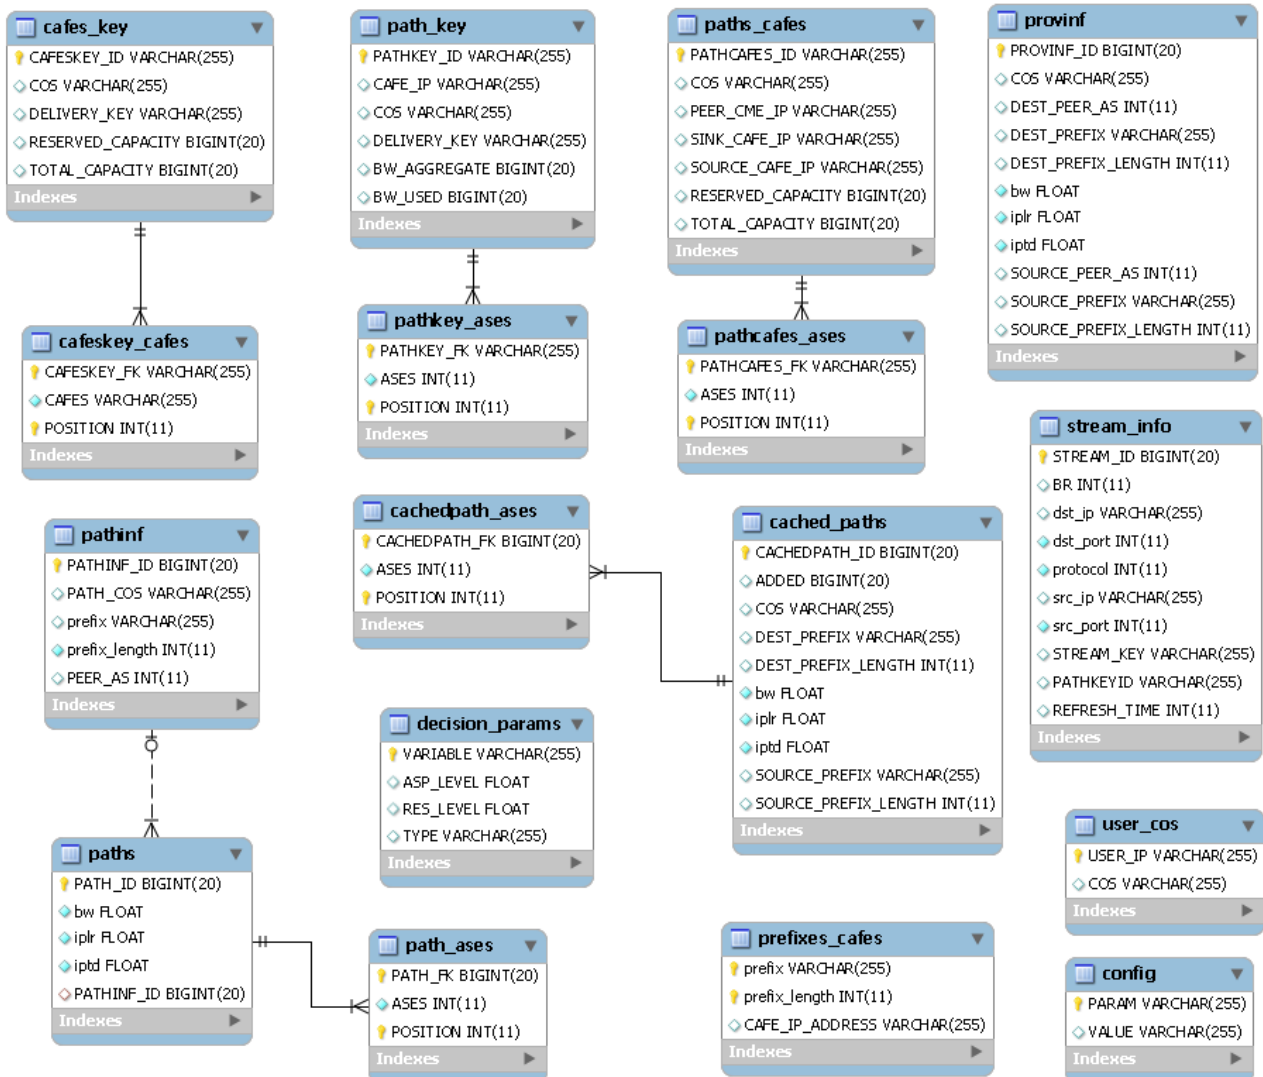 cafes_key
CAFESKEY_ID VARCHAR(255)
COS VARCHAR(255)
DELIVERY_KEY VARCHAR(255)
RESERVED_CAPACITY BIGINT(20)
TOTAL_CAPACITY BIGINT(20)
Indexes
path_key
PATHKEY_ID VARCHAR(255)
CAFE_IP VARCHAR(255)
COS VARCHAR(255)
DELIVERY_KEY VARCHAR(255)
BW_AGGREGATE BIGINT(20)
BW_USED BIGINT(20)
Indexes
paths_cafes
PATHCAFES_ID VARCHAR(255)
COS VARCHAR(255)
PEER_CME_IP VARCHAR(255)
SINK_CAFE_IP VARCHAR(255)
SOURCE_CAFE_IP VARCHAR(255)
RESERVED_CAPACITY BIGINT(20)
TOTAL_CAPACITY BIGINT(20)
Indexes
provinf
PROVINF_ID BIGINT(20)
COS VARCHAR(255)
DEST_PEER_AS INT(11)
DEST_PREFIX VARCHAR(255)
DEST_PREFIX_LENGTH INT(11)
bw FLOAT
iplr FLOAT
iptd FLOAT
SOURCE_PEER_AS INT(11)
SOURCE_PREFIX VARCHAR(255)
SOURCE_PREFIX_LENGTH INT(11)
Indexes
cafeskey_cafes
CAFESKEY_FK VARCHAR(255)
CAFES VARCHAR(255)
POSITION INT(11)
Indexes
pathkey_ases
PATHKEY_FK VARCHAR(255)
ASES INT(11)
POSITION INT(11)
Indexes
pathcafes_ases
PATHCAFES_FK VARCHAR(255)
ASES INT(11)
POSITION INT(11)
Indexes
stream_info
STREAM_ID BIGINT(20)
BR INT(11)
dst_ip VARCHAR(255)
dst_port INT(11)
protocol INT(11)
src_ip VARCHAR(255)
src_port INT(11)
STREAM_KEY VARCHAR(255)
PATHKEYID VARCHAR(255)
REFRESH_TIME INT(11)
Indexes
pathinf
PATHINF_ID BIGINT(20)
PATH_COS VARCHAR(255)
prefix VARCHAR(255)
prefix_length INT(11)
PEER_AS INT(11)
Indexes
cachedpath_ases
CACHEDPATH_FK BIGINT(20)
ASES INT(11)
POSITION INT(11)
Indexes
cached_paths
CACHEDPATH_ID BIGINT(20)
ADDED BIGINT(20)
COS VARCHAR(255)
DEST_PREFIX VARCHAR(255)
DEST_PREFIX_LENGTH INT(11)
bw FLOAT
iplr FLOAT
iptd FLOAT
SOURCE_PREFIX VARCHAR(255)
SOURCE_PREFIX_LENGTH INT(11)
Indexes
decision_params
VARIABLE VARCHAR(255)
ASP_LEVEL FLOAT
RES_LEVEL FLOAT
TYPE VARCHAR(255)
Indexes
user_cos
USER_IP VARCHAR(255)
COS VARCHAR(255)
Indexes
paths
PATH_ID BIGINT(20)
bw FLOAT
iplr FLOAT
iptd FLOAT
PATHINF_ID BIGINT(20)
Indexes
path_ases
PATH_FK BIGINT(20)
ASES INT(11)
POSITION INT(11)
Indexes
prefixes_cafes
prefix VARCHAR(255)
prefix_length INT(11)
CAFE_IP_ADDRESS VARCHAR(255)
Indexes
config
PARAM VARCHAR(255)
VALUE VARCHAR(255)
Indexes